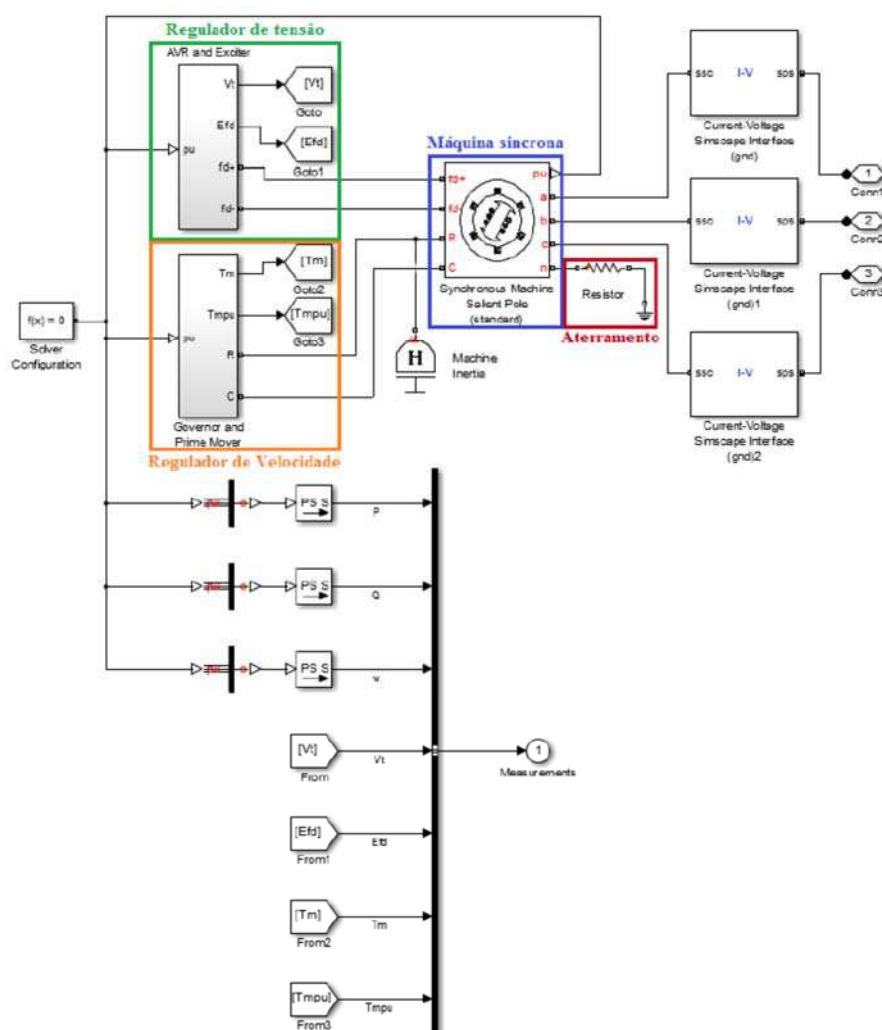 Regulador de tensão
AVR and Exciter
Vt
[Vt]
Goto
Efd
[Efd]
Goto1
pu
fd+
fd-
Máquina síncrona
fd+
fd-
R
C
pu
a
b
c
n
Synchronous Machine
Salient Pole
(standard)
Resistor
Aterramento
ssc
I-V
sps
Current-Voltage
Simscape Interface
(gnd)
1
Conn1
ssc
I-V
sps
Current-Voltage
Simscape Interface
(gnd)1
2
Conn2
3
Conn3
ssc
I-V
sps
Current-Voltage
Simscape Interface
(gnd)2
Tm
[Tm]
Goto2
Tmpu
[Tmpu]
Goto3
pu
R
C
Governor and
Prime Mover
Regulador de Velocidade
f(x) = 0
Solver
Configuration
H
Machine
Inertia
PS S
P
PS S
Q
PS S
w
[Vt]
From
Vt
1
Measurements
[Efd]
From1
Efd
[Tm]
From2
Tm
[Tmpu]
From3
Tmpu